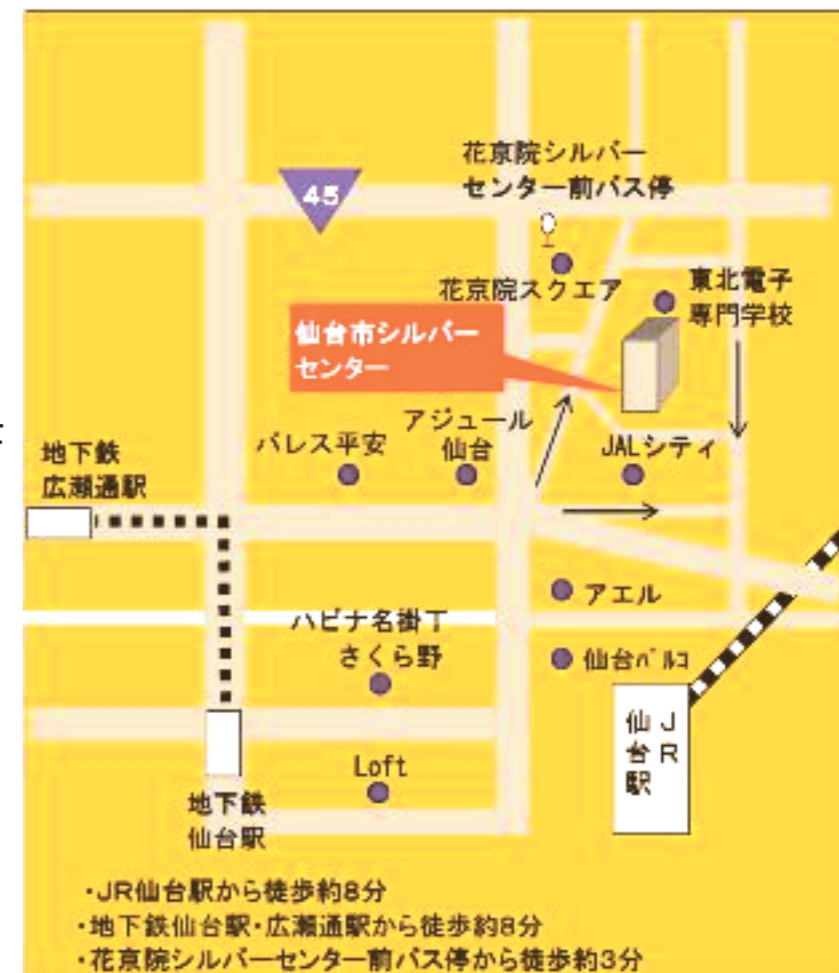 花京院シルバー
センター前バス停
45
花京院スクエア
東北電子
専門学校
仙台市シルバー
センター
アジュール
仙台
パレス平安
JALシティ
地下鉄
広瀬通駅
アエル
ハピナ名掛丁
さくら野
仙台パルコ
JR
仙台駅
Loft
地下鉄
仙台駅
・JR仙台駅から徒歩約8分
・地下鉄仙台駅・広瀬通駅から徒歩約8分
・花京院シルバーセンター前バス停から徒歩約3分